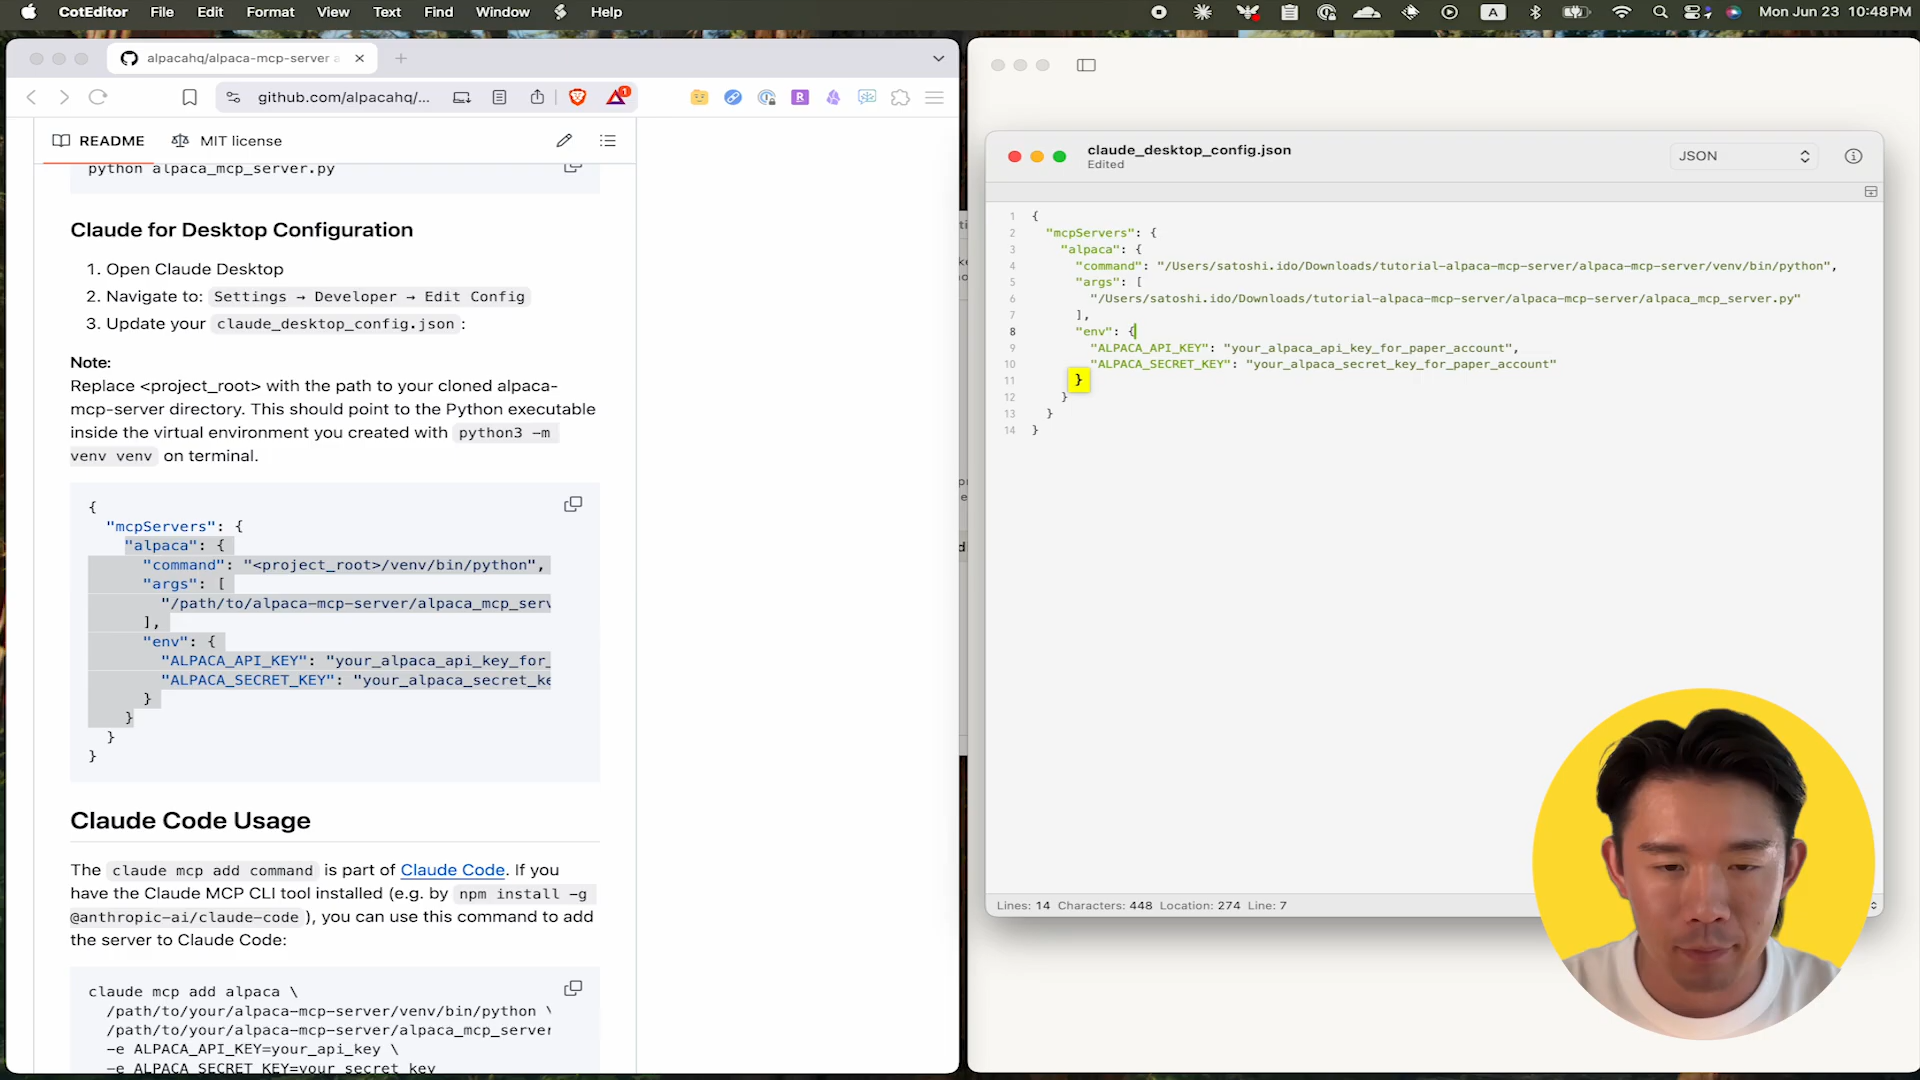 CotEditor File Edit Format View Text Find Window Help
A
Mon Jun 23 10:48 PM
alpacahq/alpaca-mcp-server
github.com/alpacahq/...
1
R
README
MIT license
python alpaca_mcp_server.py
Claude for Desktop Configuration
1. Open Claude Desktop
2. Navigate to: Settings → Developer → Edit Config
3. Update your claude_desktop_config.json :
Note:
Replace <project_root> with the path to your cloned alpaca-
mcp-server directory. This should point to the Python executable
inside the virtual environment you created with python3 -m
venv venv on terminal.
{
"mcpServers": {
"alpaca": {
"command": "<project_root>/venv/bin/python",
"args": [
"/path/to/alpaca-mcp-server/alpaca_mcp_serv
],
"env": {
"ALPACA_API_KEY": "your_alpaca_api_key_for_
"ALPACA_SECRET_KEY": "your_alpaca_secret_ke
}
}
}
}
Claude Code Usage
The claude mcp add command is part of Claude Code. If you
have the Claude MCP CLI tool installed (e.g. by npm install -g
@anthropic-ai/claude-code ), you can use this command to add
the server to Claude Code:
claude mcp add alpaca \
/path/to/your/alpaca-mcp-server/venv/bin/python \
/path/to/your/alpaca-mcp-server/alpaca_mcp_server
-e ALPACA_API_KEY=your_api_key \
-e ALPACA_SECRET_KEY=your_secret_key
claude_desktop_config.json
Edited
JSON
1 {
2 "mcpServers": {
3 "alpaca": {
4 "command": "/Users/satoshi.ido/Downloads/tutorial-alpaca-mcp-server/alpaca-mcp-server/venv/bin/python",
5 "args": [
6 "/Users/satoshi.ido/Downloads/tutorial-alpaca-mcp-server/alpaca-mcp-server/alpaca_mcp_server.py"
7 ],
8 "env": {
9 "ALPACA_API_KEY": "your_alpaca_api_key_for_paper_account",
10 "ALPACA_SECRET_KEY": "your_alpaca_secret_key_for_paper_account"
11 }
12 }
13 }
14 }
Lines: 14 Characters: 448 Location: 274 Line: 7